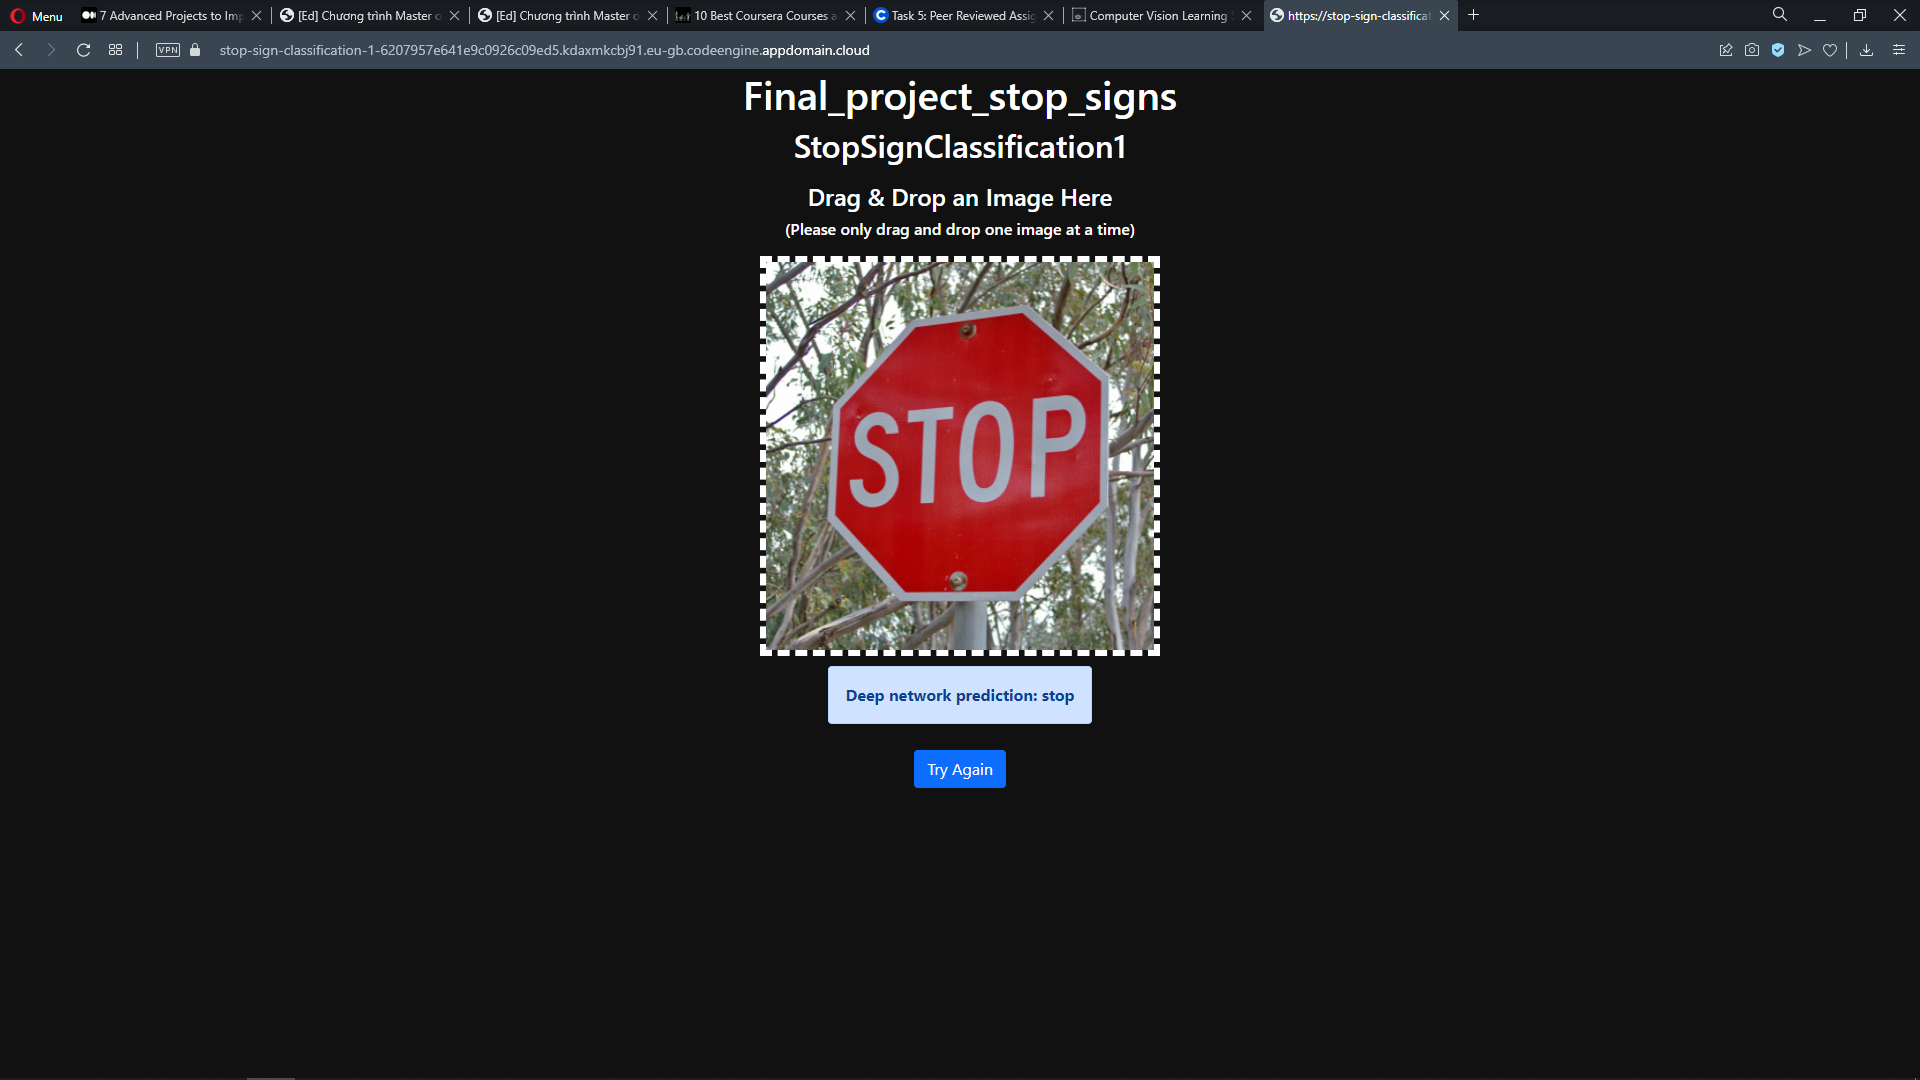 Menu
7 Advanced Projects to Imp
[Ed] Chương trình Master o
[Ed] Chương trình Master o
10 Best Coursera Courses a
Task 5: Peer Reviewed Assig
Computer Vision Learning S
https://stop-sign-classificat
VPN
stop-sign-classification-1-6207957e641e9c0926c09ed5.kdaxmkcbj91.eu-gb.codeengine.appdomain.cloud
Final_project_stop_signs
StopSignClassification1
Drag & Drop an Image Here
(Please only drag and drop one image at a time)
STOP
Deep network prediction: stop
Try Again